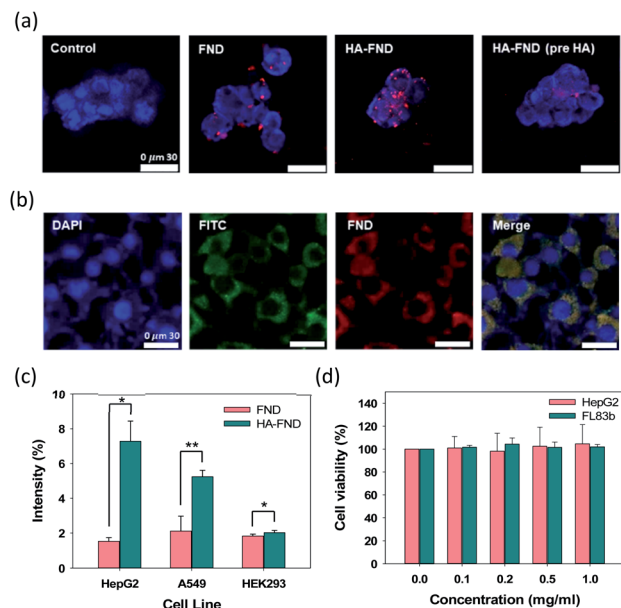 (a)
Control
FND
HA-FND
HA-FND (pre HA)
0 μm 30
(b)
DAPI
FITC
FND
Merge
0 μm 30
(c)
10
8
6
4
2
0
Intensity (%)
*
**
*
FND
HA-FND
HepG2
A549
HEK293
Cell Line
(d)
140
120
100
80
60
40
20
0
Cell viability (%)
HepG2
FL83b
0.0
0.1
0.2
0.5
1.0
Concentration (mg/ml)